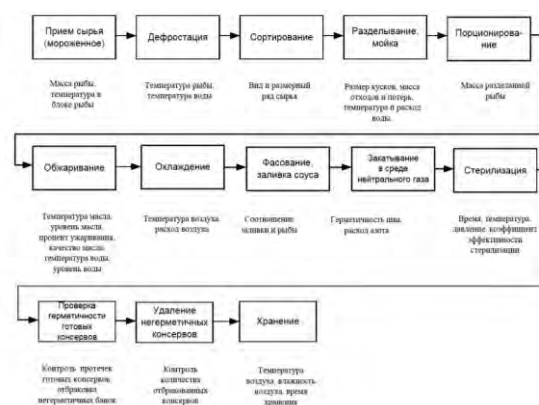 Прием сырья
(мороженное)
Дефростация
Сортирование
Разделывание,
мойка
Порционирова-
ние
Масса рыбы,
температура в
блоке рыбы
Температура рыбы,
температура воды
Вид и размерный
ряд сырья
Размер кусков, масса
отходов и потерь,
температура и расход
воды.
Масса разделанной
рыбы
Обжаривание
Охлаждение
Фасование,
заливка соуса
Закатывание
в среде
нейтрального газа
Стерилизация
Температура масла,
уровень масла,
процент ужаривания,
качество масла,
температура воды,
уровень воды
Температура воздуха,
расход воздуха
Соотношение
заливки и рыбы
Герметичность шва,
расход азота
Время, температура,
давление, коэффициент
эффективности
стерилизации
Проверка
герметичности
готовых
консервов
Удаление
негерметичных
консервов
Хранение
Контроль протечек
готовых консервов,
отбраковка
негерметичных банок
Контроль
количества
отбракованных
консервов
Температура
воздуха, влажность
воздуха, время
хранения